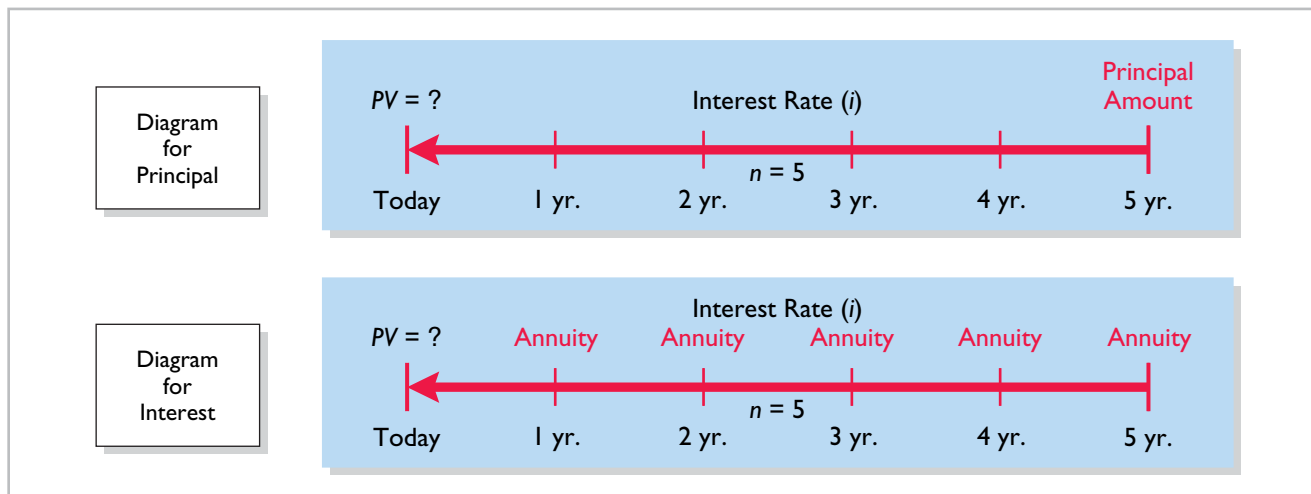 Diagram
for
Principal
PV = ?
Interest Rate (i)
Principal
Amount
n = 5
Today
1 yr.
2 yr.
3 yr.
4 yr.
5 yr.
Diagram
for
Interest
Interest Rate (i)
PV = ?
Annuity
Annuity
Annuity
Annuity
Annuity
n = 5
Today
1 yr.
2 yr.
3 yr.
4 yr.
5 yr.